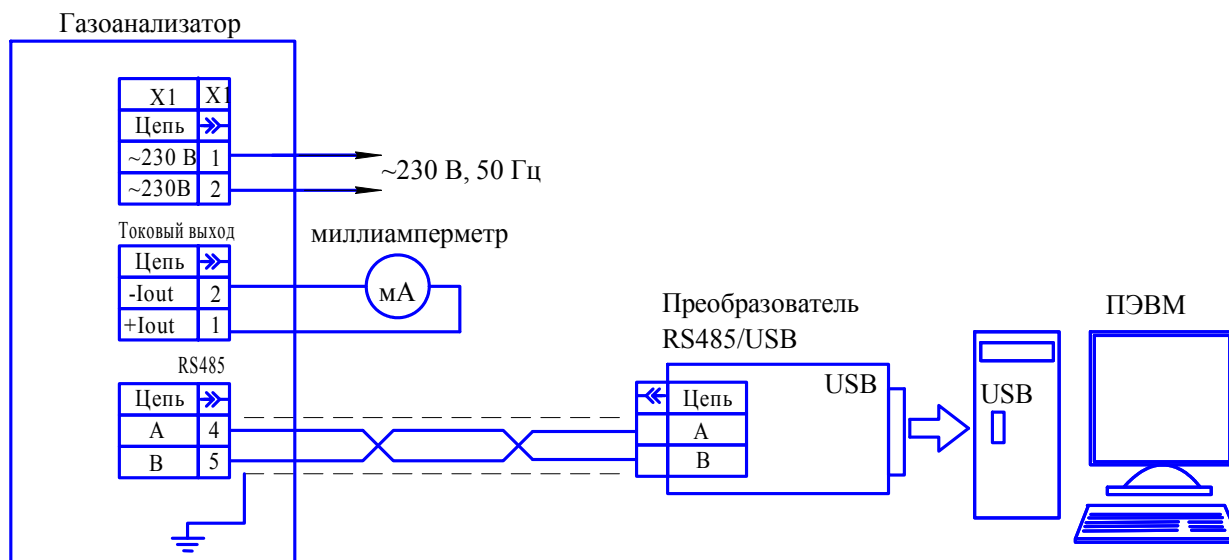 Газоанализатор
X1 X1
Цепь
~230 В 1
~230В 2
~230 В, 50 Гц
Токовый выход
Цепь
-Iout 2
+Iout 1
миллиамперметр
мА
RS485
Цепь
А 4
В 5
Преобразователь
RS485/USB
USB
Цепь
А
В
ПЭВМ
USB